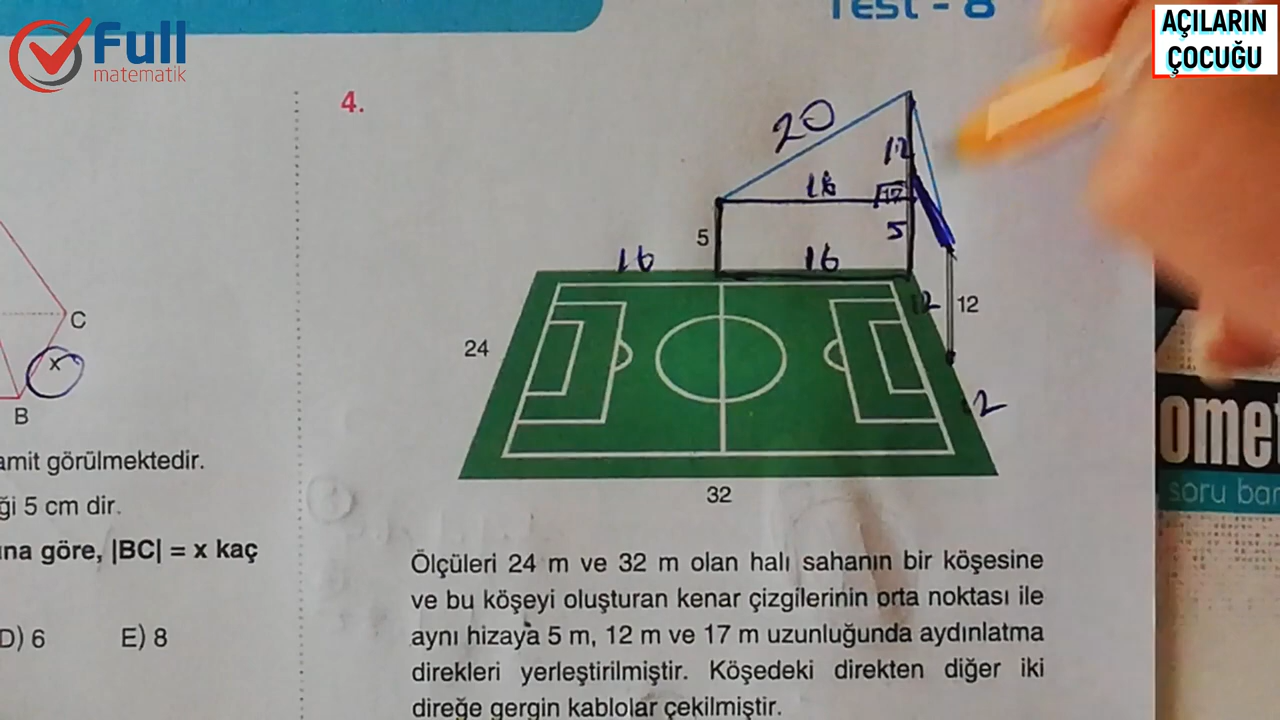 Full
matematik
Test - 8
AÇILARIN
ÇOCUĞU
4.
20
12
16
17
5
5
16
16
12
12
24
2
32
C
x
B
amit görülmektedir.
ği 5 cm dir.
una göre, |BC| = x kaç
D) 6 E) 8
Ölçüleri 24 m ve 32 m olan halı sahanın bir köşesine
ve bu köşeyi oluşturan kenar çizgilerinin orta noktası ile
aynı hizaya 5 m, 12 m ve 17 m uzunluğunda aydınlatma
direkleri yerleştirilmiştir. Köşedeki direkten diğer iki
direğe gergin kablolar çekilmiştir.
omet
soru ban